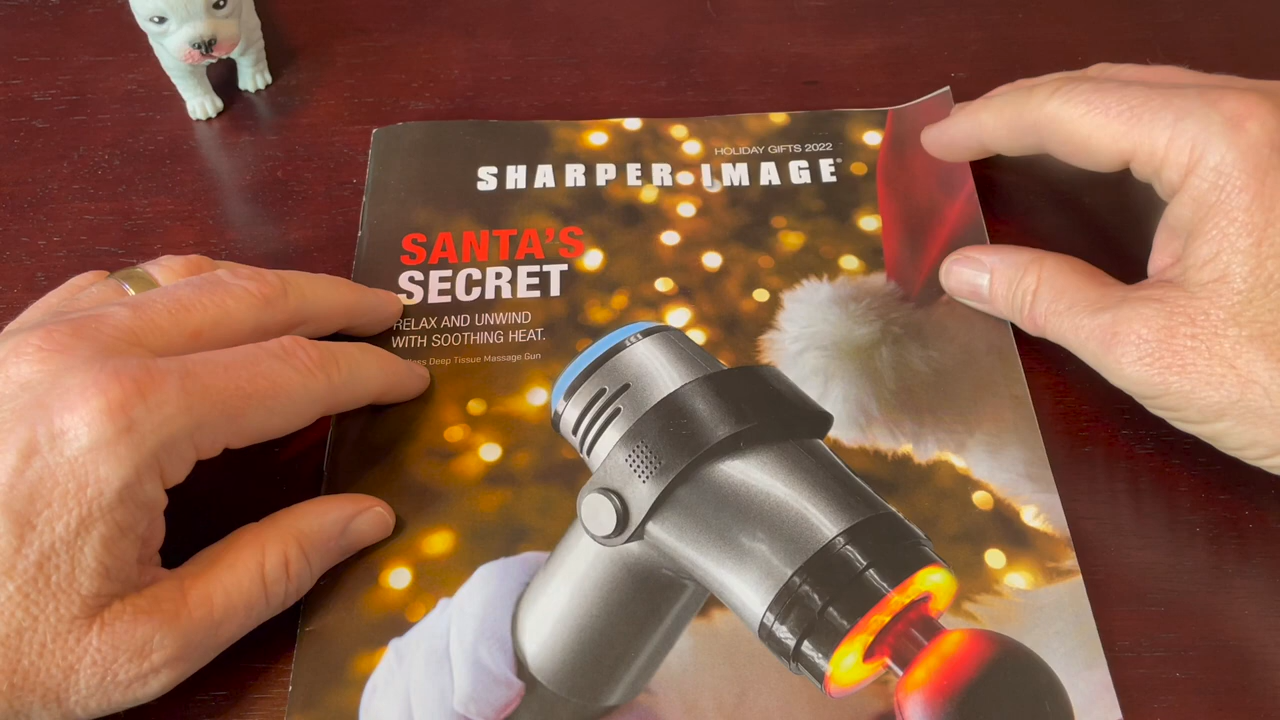 HOLIDAY GIFTS 2022
SHARPER IMAGE®
SANTA'S
SECRET
RELAX AND UNWIND
WITH SOOTHING HEAT.
Deep Tissue Massage Gun